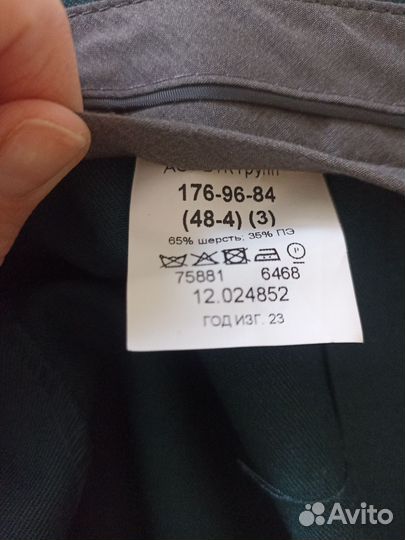 176-96-84
(48-4) (3)
65% шерсть, 35% ПЭ
P
75881 6468
12.024852
ГОД ИЗГ. 23
Avito